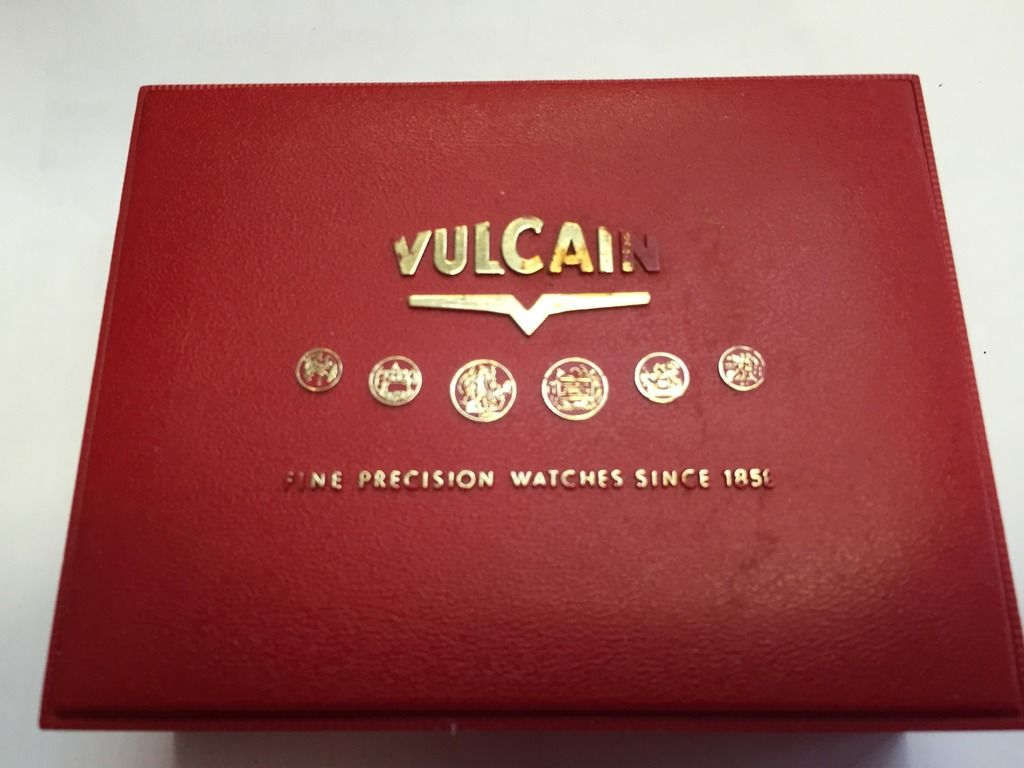 VULCAIN
FINE PRECISION WATCHES SINCE 1858